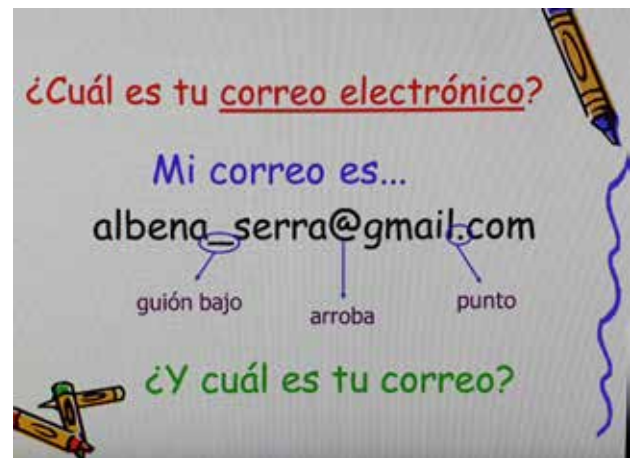 ¿Cuál es tu correo electrónico?
Mi correo es...
albena_serra@gmail.com
guión bajo
arroba
punto
¿Y cuál es tu correo?